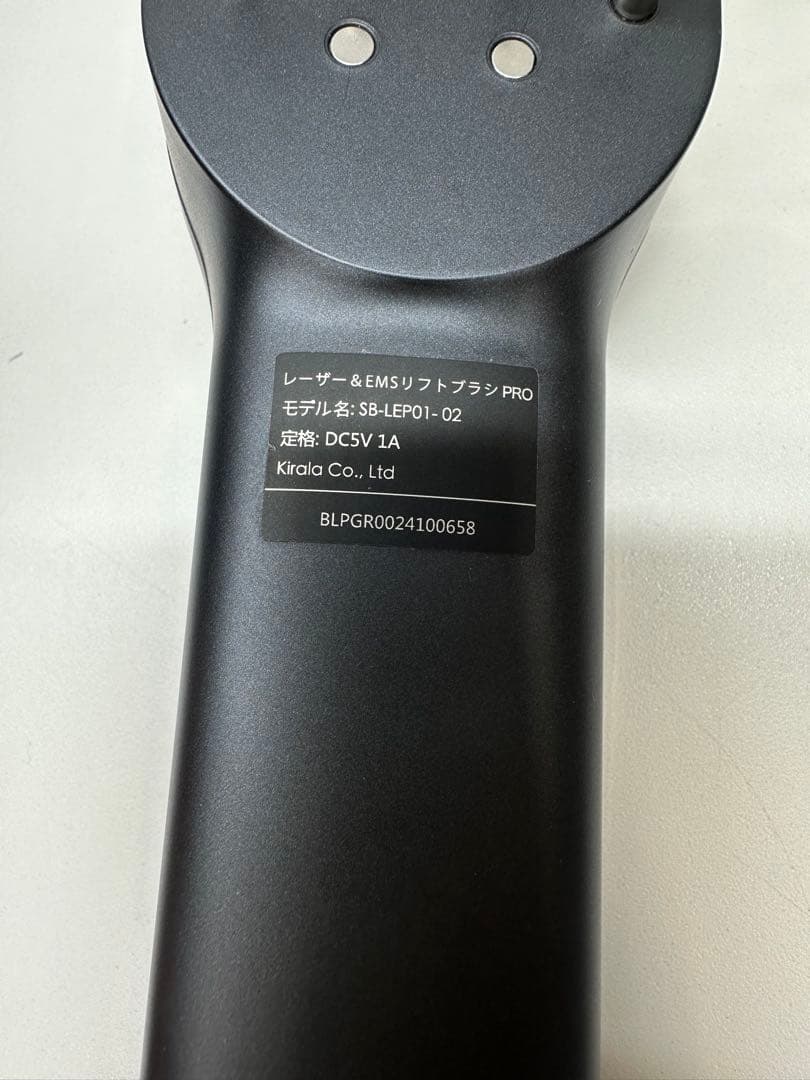 レーザー&EMSリフトブラシ PRO
モデル名: SB-LEP01- 02
定格: DC5V 1A
Kirala Co., Ltd
BLPGR0024100658